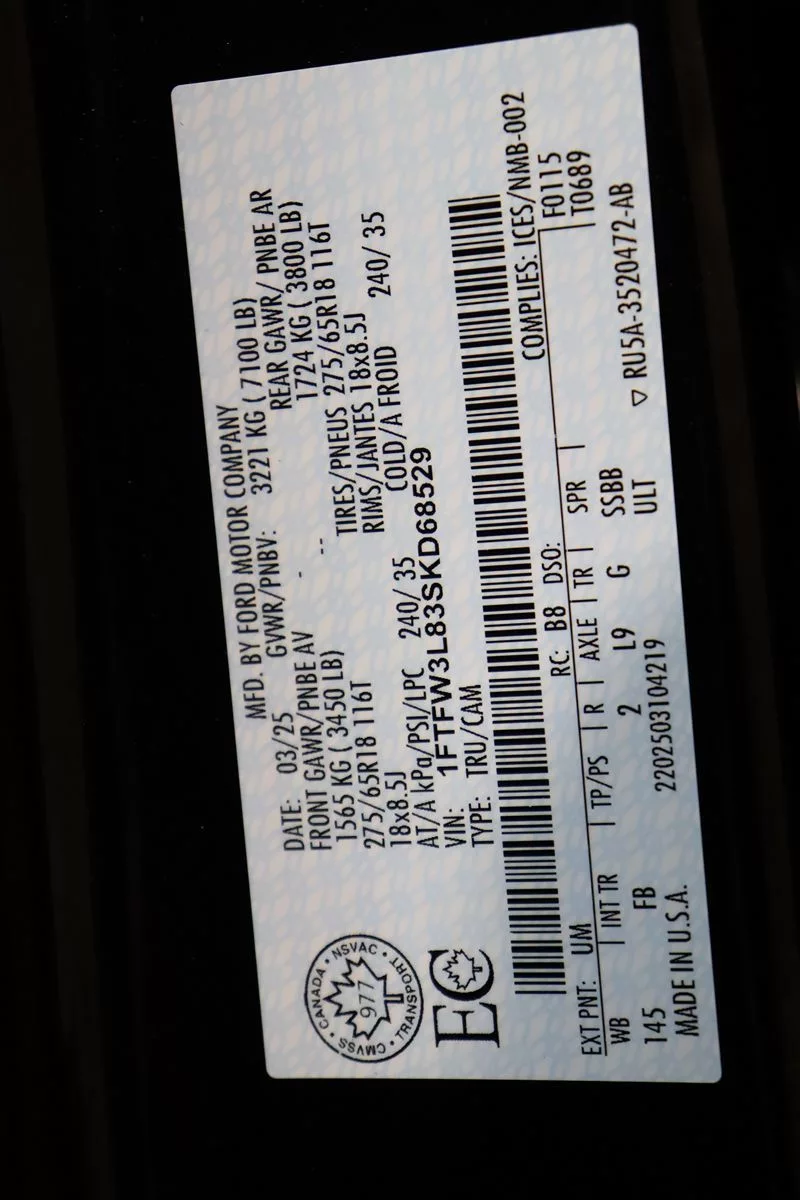 MFD. BY FORD MOTOR COMPANY
DATE: 03/25 GVWR/PNBV: 3221 KG ( 7100 LB)
FRONT GAWR/PNBE AV - REAR GAWR/ PNBE AR
1565 KG ( 3450 LB) -- 1724 KG ( 3800 LB)
275/65R18 116T TIRES/PNEUS 275/65R18 116T
18x8.5J RIMS/JANTES 18x8.5J
AT/A kPa/PSI/LPC 240/ 35 COLD/A FROID 240/ 35
VIN: 1FTFW3L83SKD68529
TYPE: TRU/CAM
CANADA • NSVAC • TRANSPORT • CMVSS •
977
EC
COMPLIES: ICES/NMB-002
EXT PNT: UM RC: B8 DSO: F0115
WB INT TR TP/PS R AXLE TR SPR T0689
145 FB 2 L9 G SSBB
MADE IN U.S.A. 2202503104219 ULT ▽ RU5A-3520472-AB